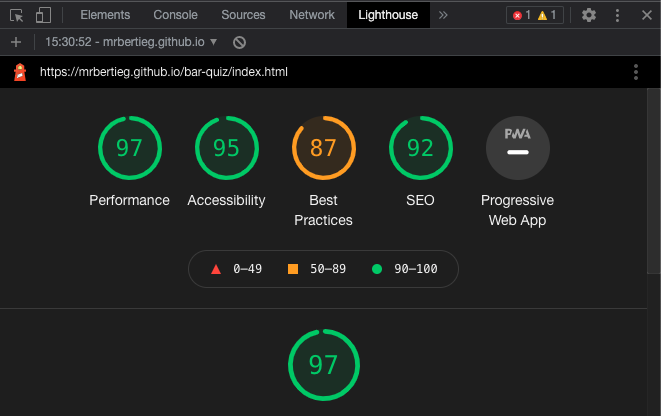 Elements Console Sources Network Lighthouse » 1 1
+ 15:30:52 - mrbertieg.github.io
https://mrbertieg.github.io/bar-quiz/index.html
97 95 87 92 PWA
Performance Accessibility Best Practices SEO Progressive Web App
0–49 50–89 90–100
97